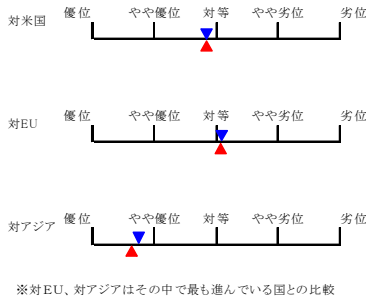 優位 やや優位 対等 やや劣位 劣位
対米国
優位 やや優位 対等 やや劣位 劣位
対EU
優位 やや優位 対等 やや劣位 劣位
対アジア
※対EU、対アジアはその中で最も進んでいる国との比較